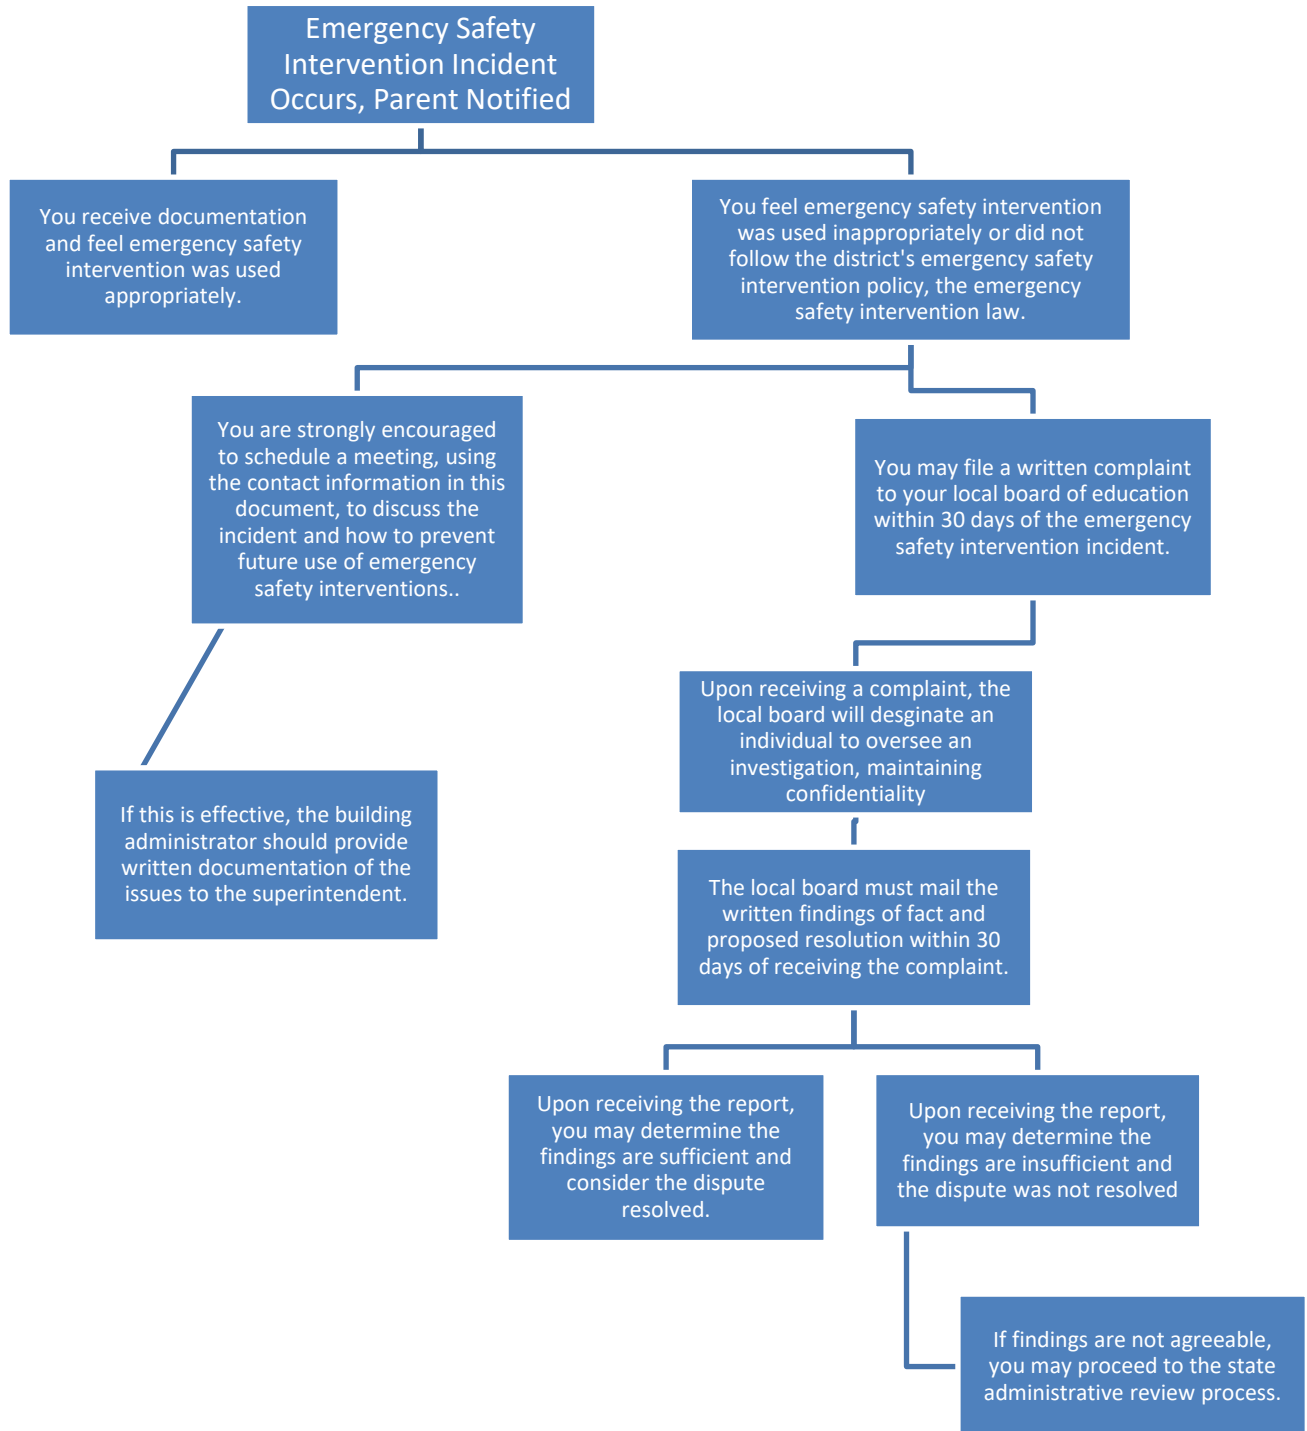 Emergency Safety
Intervention Incident
Occurs, Parent Notified
You receive documentation
and feel emergency safety
intervention was used
appropriately.
You feel emergency safety intervention
was used inappropriately or did not
follow the district's emergency safety
intervention policy, the emergency
safety intervention law.
You are strongly encouraged
to schedule a meeting, using
the contact information in this
document, to discuss the
incident and how to prevent
future use of emergency
safety interventions..
You may file a written complaint
to your local board of education
within 30 days of the emergency
safety intervention incident.
Upon receiving a complaint, the
local board will desginate an
individual to oversee an
investigation, maintaining
confidentiality
If this is effective, the building
administrator should provide
written documentation of the
issues to the superintendent.
The local board must mail the
written findings of fact and
proposed resolution within 30
days of receiving the complaint.
Upon receiving the report,
you may determine the
findings are sufficient and
consider the dispute
resolved.
Upon receiving the report,
you may determine the
findings are insufficient and
the dispute was not resolved
If findings are not agreeable,
you may proceed to the state
administrative review process.